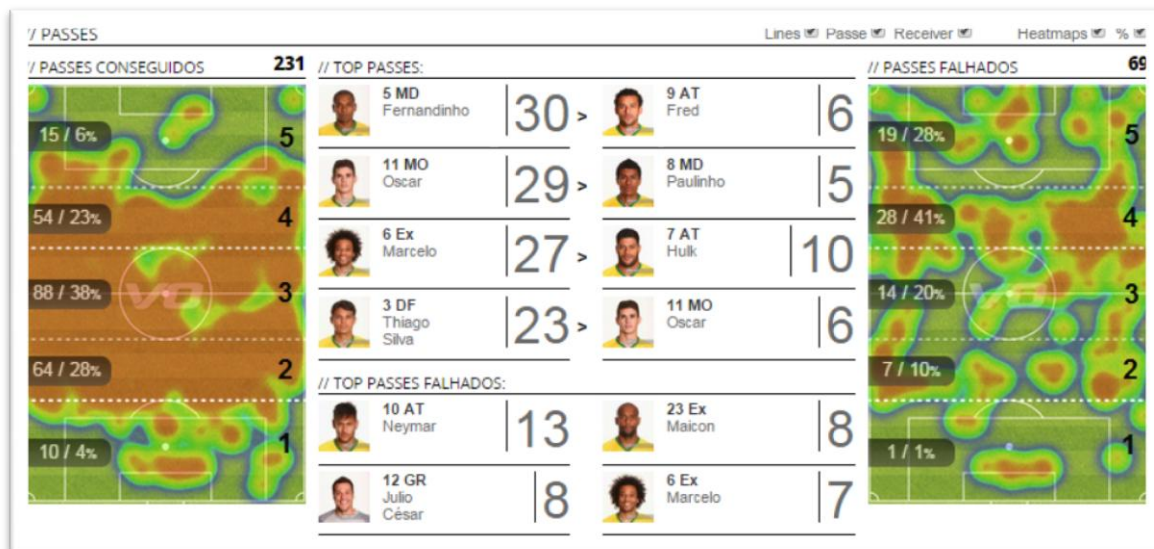 // PASSES
Lines Passe Receiver Heatmaps %
// PASSES CONSEGUIDOS 231
15 / 6% 5
54 / 23% 4
88 / 38% 3
64 / 28% 2
10 / 4% 1
// TOP PASSES:
5 MD
Fernandinho
30 >
9 AT
Fred
6
11 MO
Oscar
29 >
8 MD
Paulinho
5
6 Ex
Marcelo
27 >
7 AT
Hulk
10
3 DF
Thiago
Silva
23 >
11 MO
Oscar
6
// TOP PASSES FALHADOS:
10 AT
Neymar
13
23 Ex
Maicon
8
12 GR
Julio
César
8
6 Ex
Marcelo
7
// PASSES FALHADOS 69
19 / 28% 5
28 / 41% 4
14 / 20% 3
7 / 10% 2
1 / 1% 1